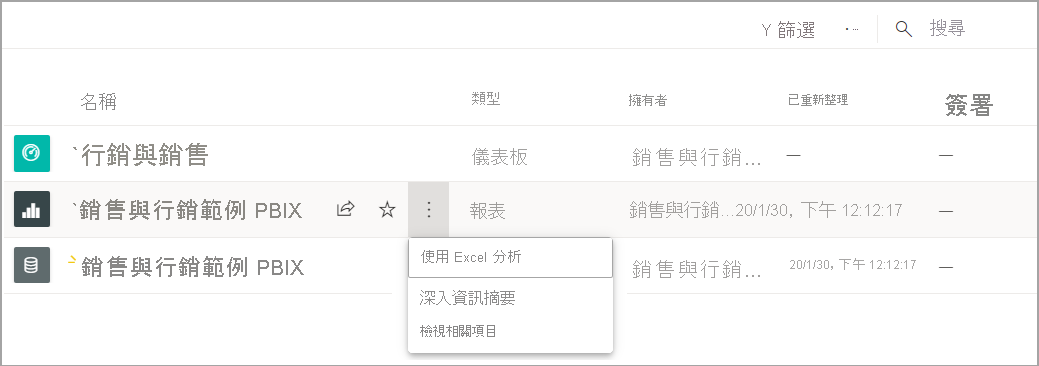 Y 篩選 ... 搜尋
名稱 類型 擁有者 已重新整理 簽署
`行銷與銷售 儀表板 銷售與行銷... — —
`銷售與行銷範例 PBIX 報表 銷售與行銷...20/1/30, 下午 12:12:17 —
銷售與行銷範例 PBIX 銷售與行銷... 20/1/30, 下午 12:12:17 —
使用 Excel 分析
深入資訊摘要
檢視相關項目